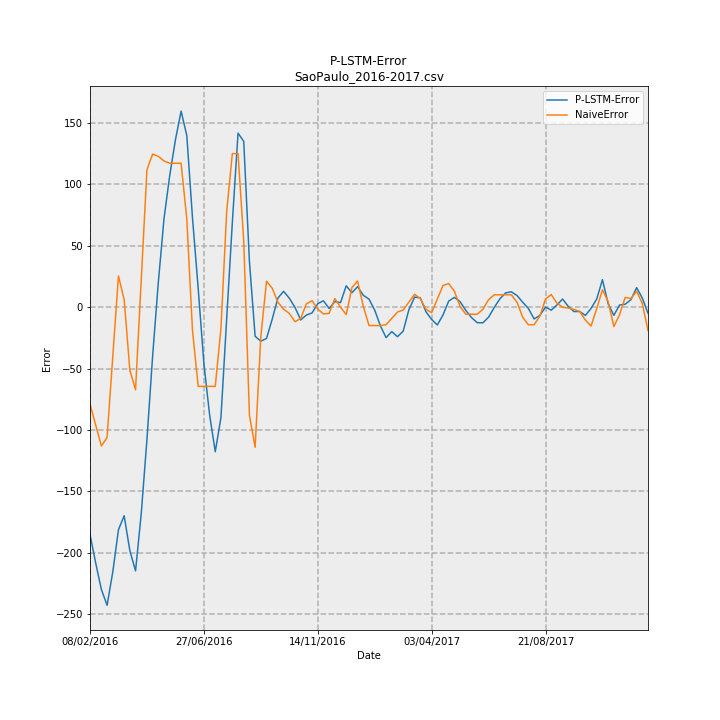 P-LSTM-Error
SaoPaulo_2016-2017.csv
P-LSTM-Error
NaiveError
150
100
50
0
−50
−100
−150
−200
−250
Error
08/02/2016
27/06/2016
14/11/2016
03/04/2017
21/08/2017
Date